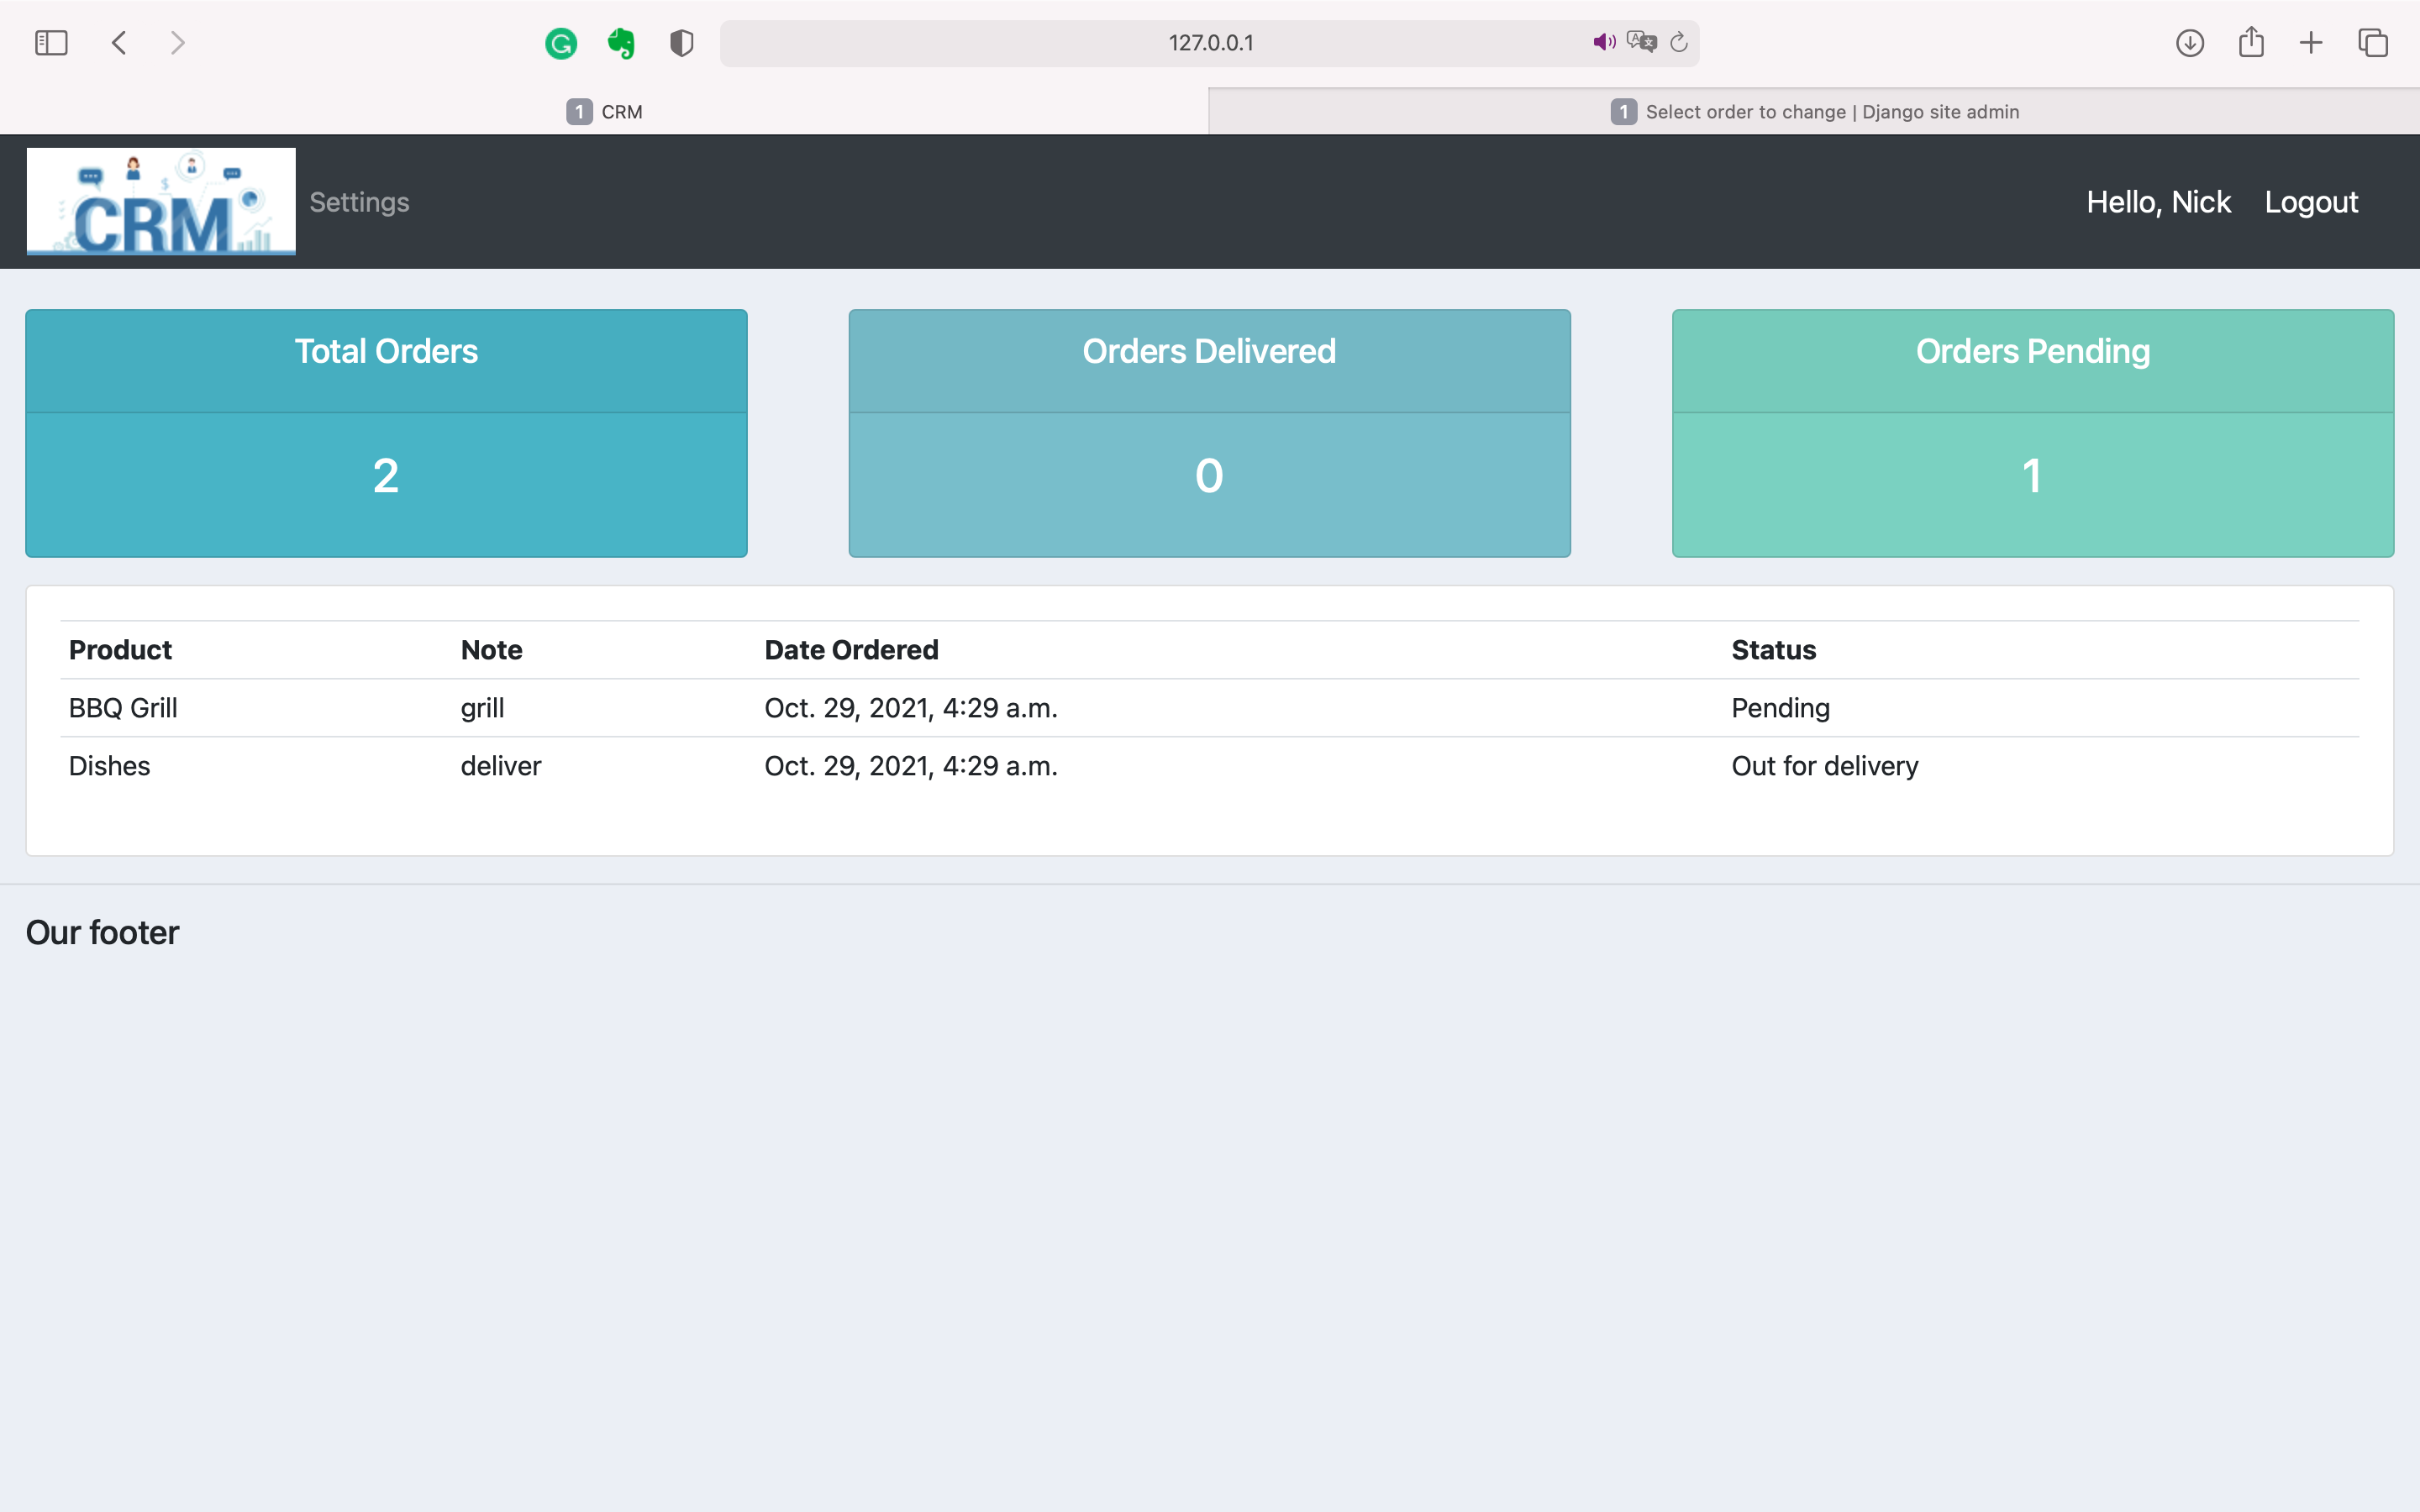 127.0.0.1
1 CRM
1 Select order to change | Django site admin
CRM Settings Hello, Nick Logout
Total Orders Orders Delivered Orders Pending
2 0 1
Product Note Date Ordered Status
BBQ Grill grill Oct. 29, 2021, 4:29 a.m. Pending
Dishes deliver Oct. 29, 2021, 4:29 a.m. Out for delivery
Our footer